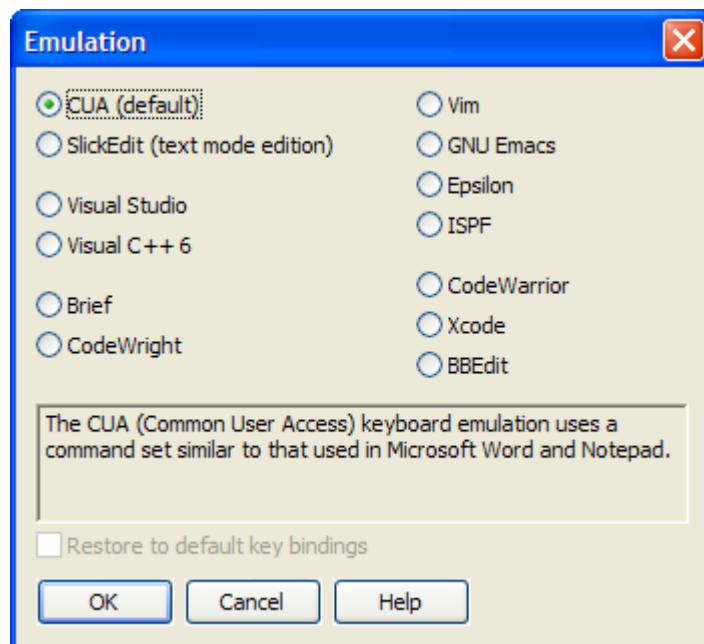 Emulation
CUA (default)
SlickEdit (text mode edition)
Visual Studio
Visual C++ 6
Brief
CodeWright
Vim
GNU Emacs
Epsilon
ISPF
CodeWarrior
Xcode
BBEdit
The CUA (Common User Access) keyboard emulation uses a
command set similar to that used in Microsoft Word and Notepad.
Restore to default key bindings
OK
Cancel
Help